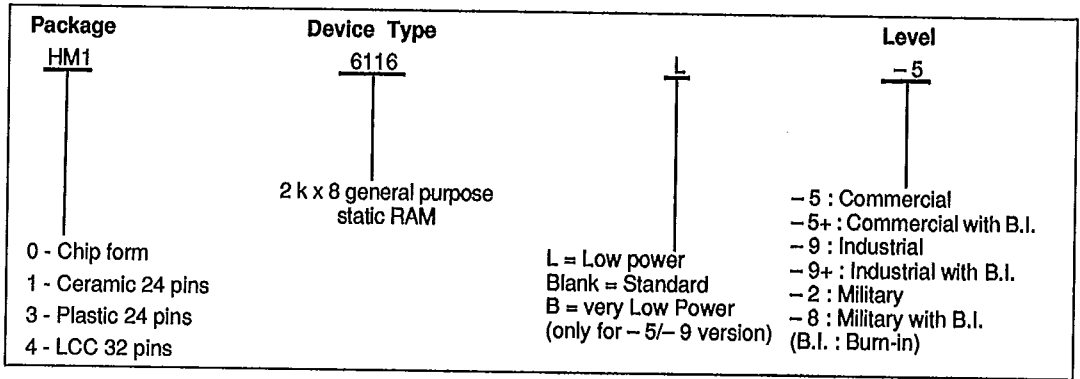 Package
HM1
0 - Chip form
1 - Ceramic 24 pins
3 - Plastic 24 pins
4 - LCC 32 pins
Device Type
6116
2 k x 8 general purpose
static RAM
L
L = Low power
Blank = Standard
B = very Low Power
(only for – 5/– 9 version)
Level
– 5
– 5 : Commercial
– 5+ : Commercial with B.I.
– 9 : Industrial
– 9+ : Industrial with B.I.
– 2 : Military
– 8 : Military with B.I.
(B.I. : Burn-in)